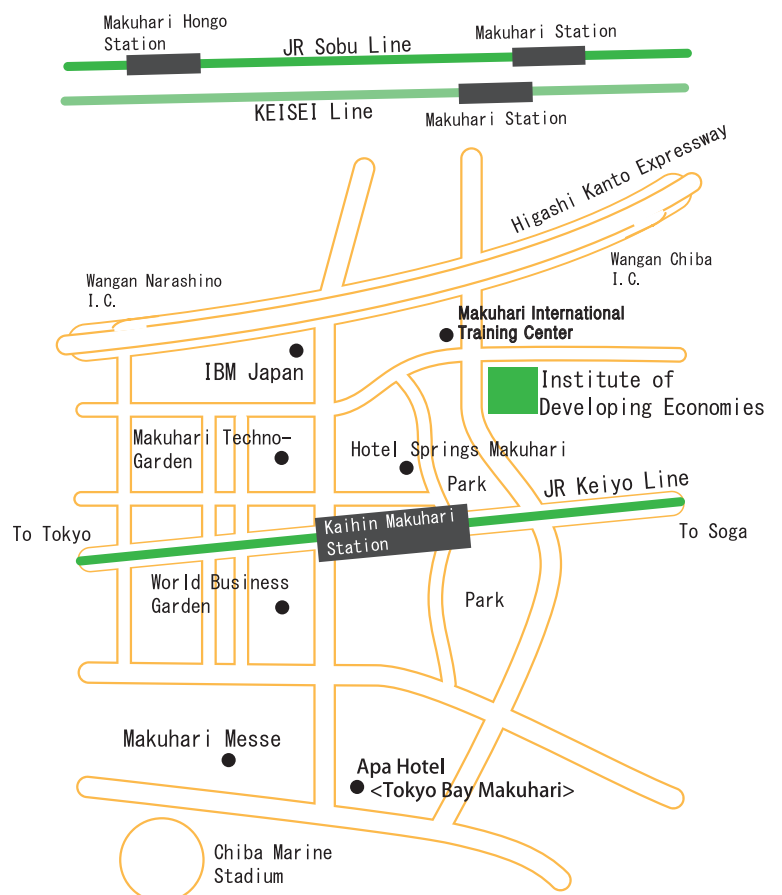 Makuhari Hongo
Station
Makuhari Station
JR Sobu Line
KEISEI Line
Makuhari Station
Higashi Kanto Expressway
Wangan Chiba
I.C.
Wangan Narashino
I.C.
Makuhari International
Training Center
IBM Japan
Institute of
Developing Economies
Makuhari Techno-
Garden
Hotel Springs Makuhari
Park
JR Keiyo Line
Kaihin Makuhari
Station
To Tokyo
To Soga
World Business
Garden
Park
Makuhari Messe
Apa Hotel
<Tokyo Bay Makuhari>
Chiba Marine
Stadium